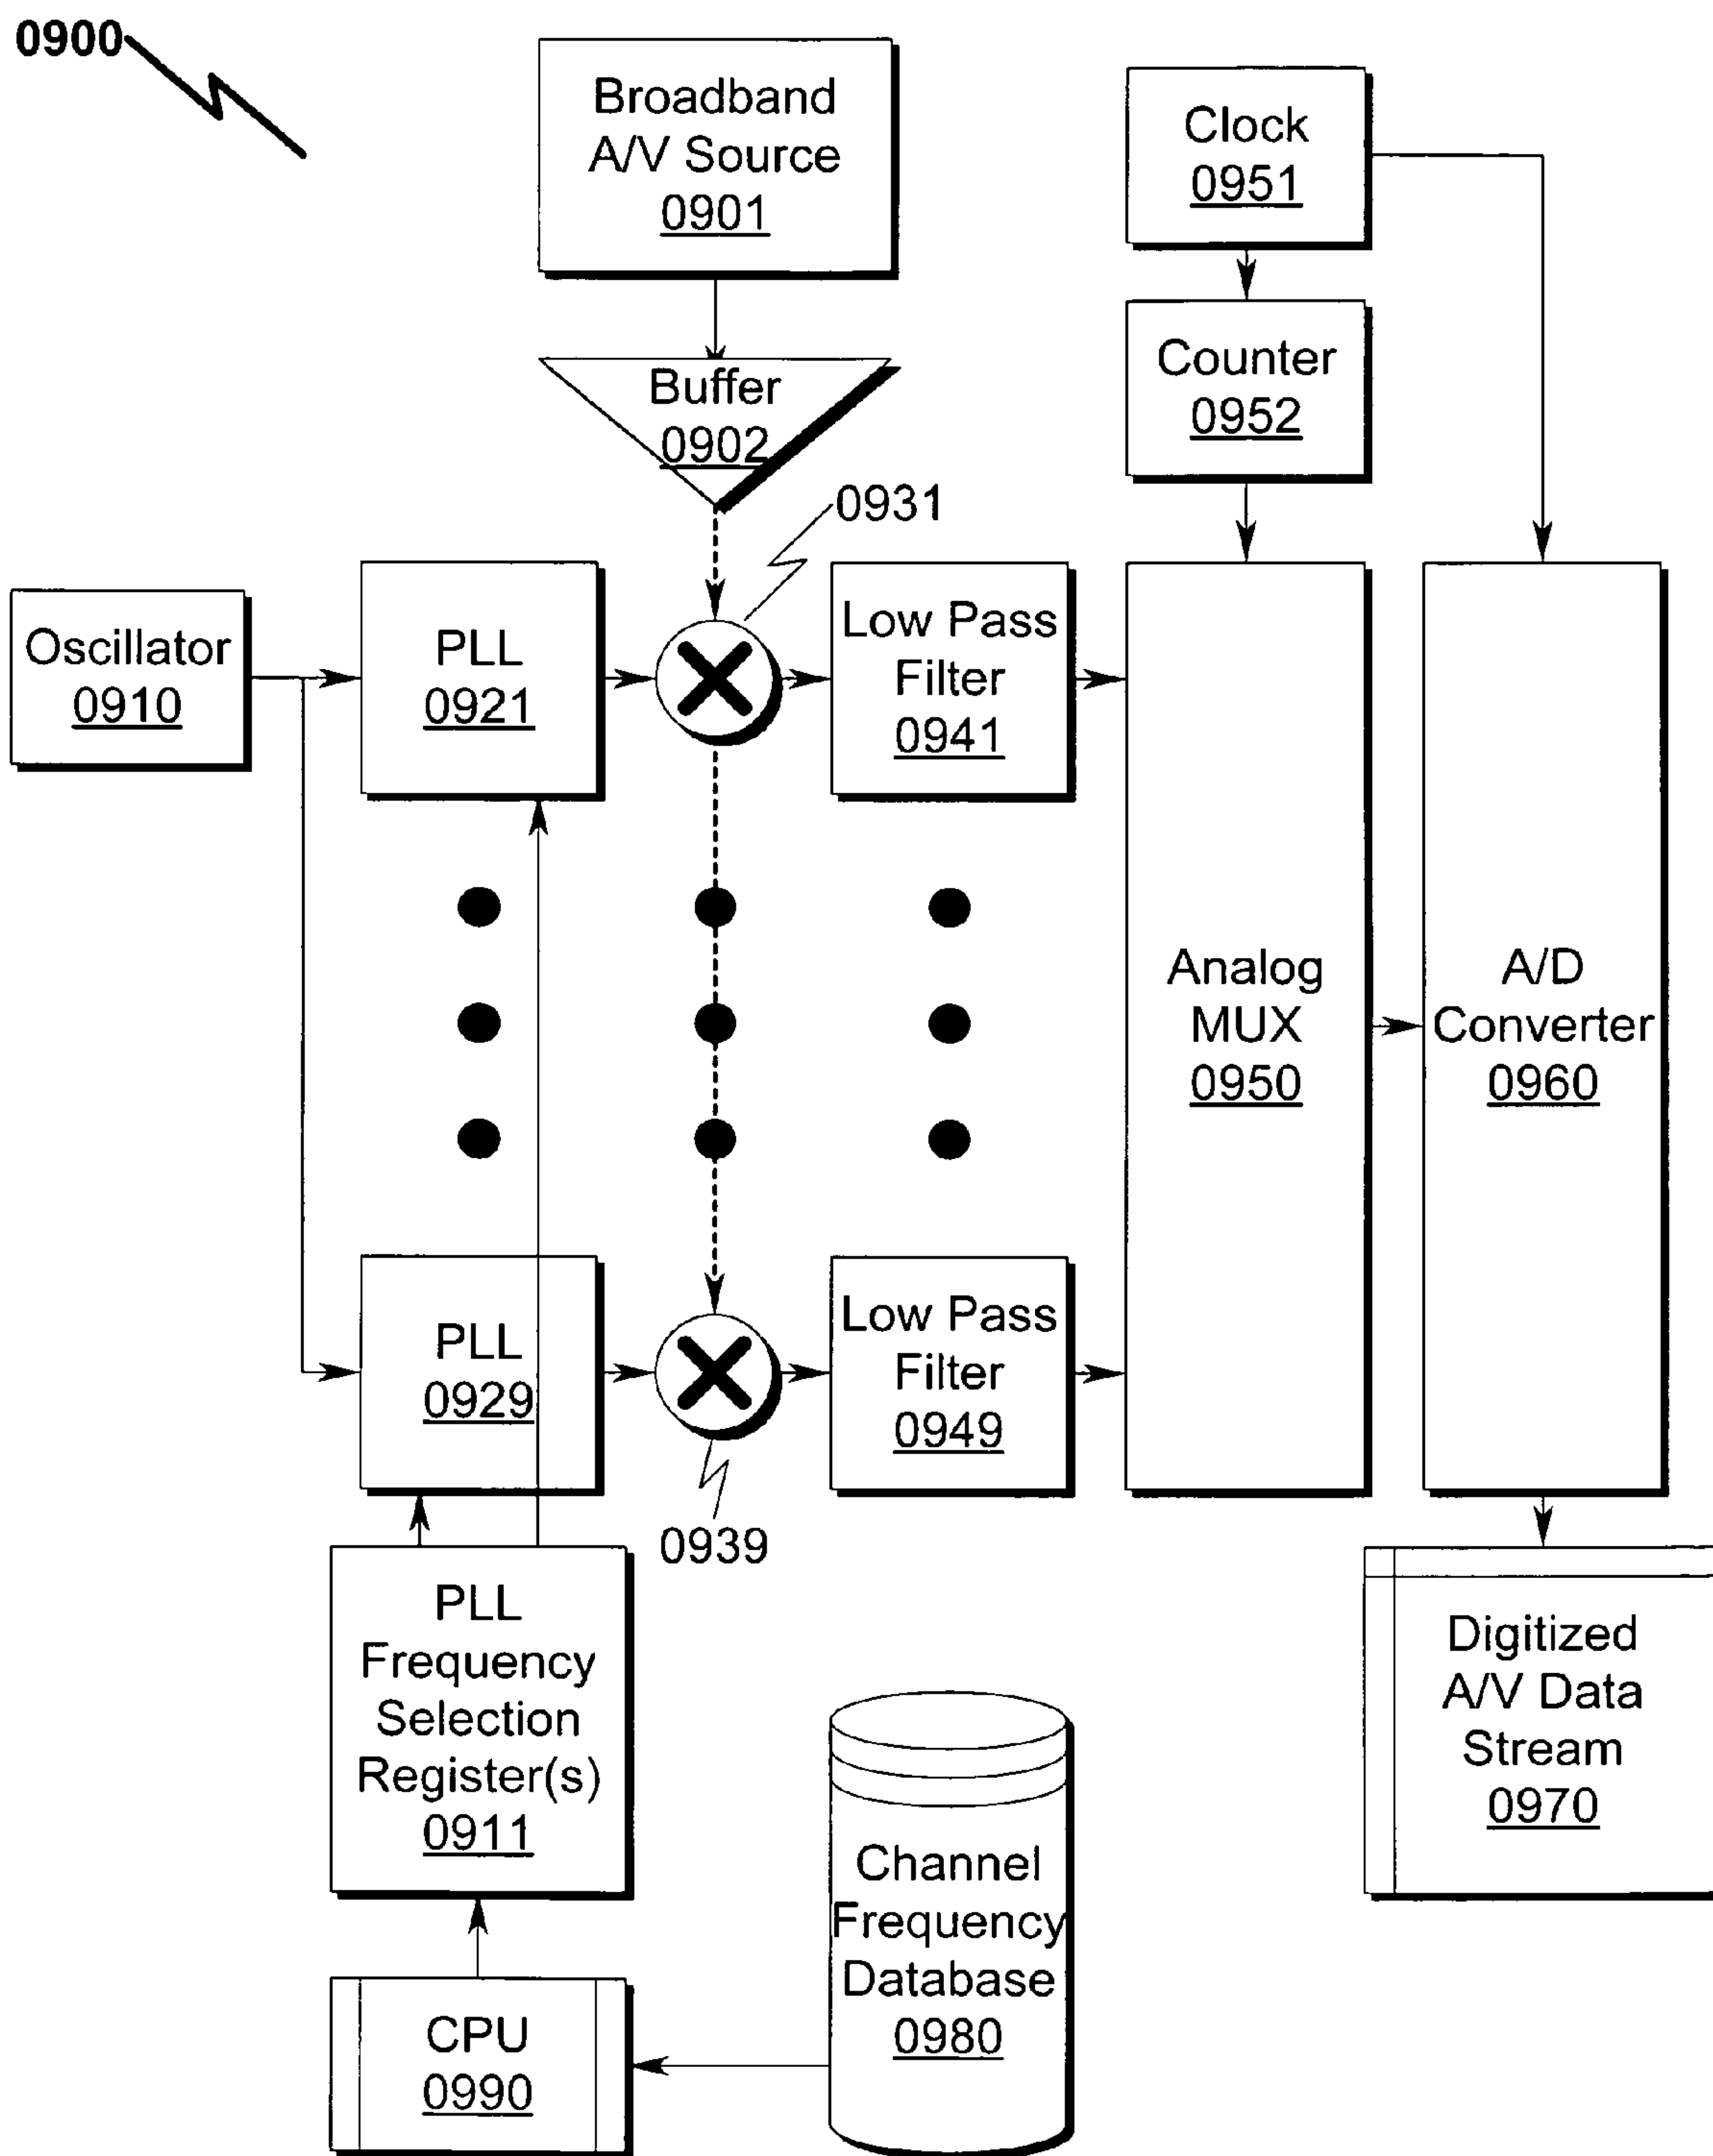 0900
Broadband
A/V Source
0901
Clock
0951
Buffer
0902
Counter
0952
0931
Oscillator
0910
PLL
0921
Low Pass
Filter
0941
Analog
MUX
0950
A/D
Converter
0960
PLL
0929
Low Pass
Filter
0949
0939
PLL
Frequency
Selection
Register(s)
0911
Digitized
A/V Data
Stream
0970
Channel
Frequency
Database
0980
CPU
0990